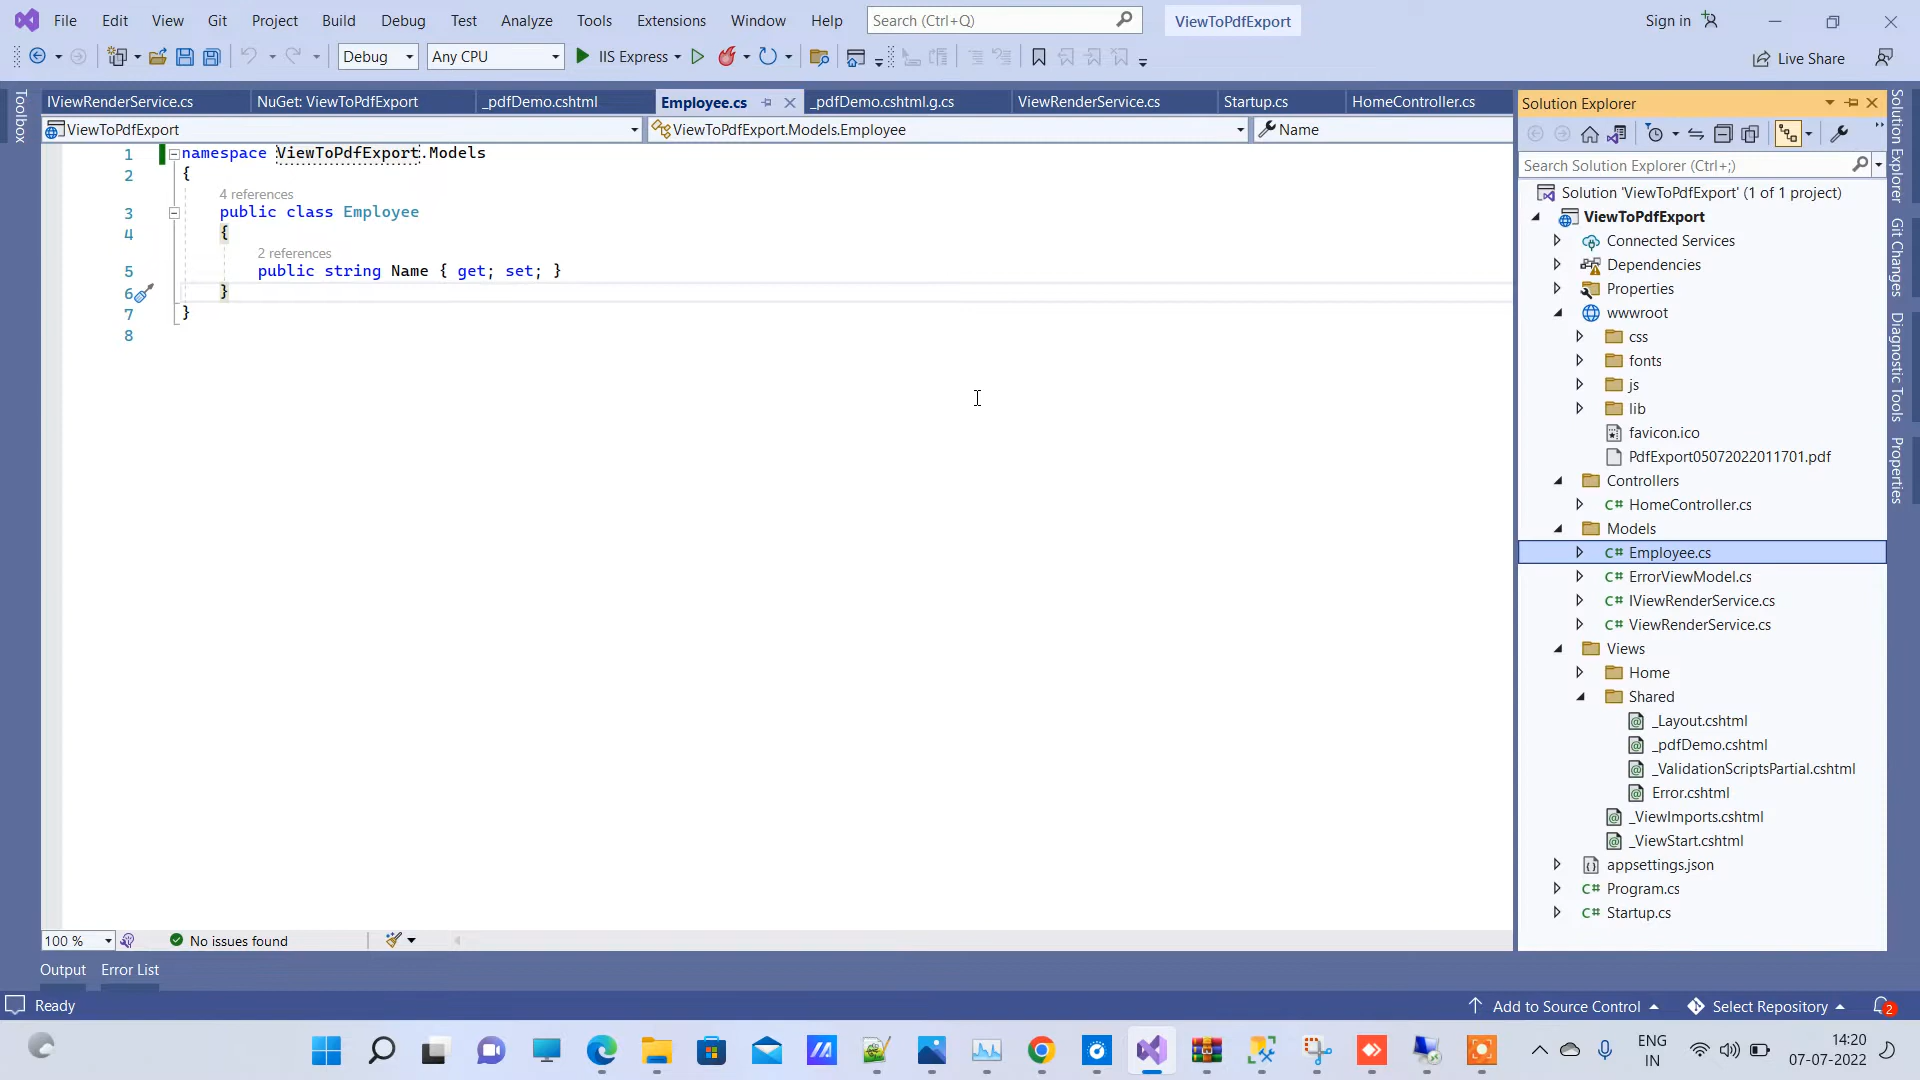 File Edit View Git Project Build Debug Test Analyze Tools Extensions Window Help Search (Ctrl+Q) ViewToPdfExport Sign in
Debug Any CPU IIS Express Live Share
Toolbox
IViewRenderService.cs NuGet: ViewToPdfExport _pdfDemo.cshtml Employee.cs _pdfDemo.cshtml.g.cs ViewRenderService.cs Startup.cs HomeController.cs
ViewToPdfExport ViewToPdfExport.Models.Employee Name
1 namespace ViewToPdfExport.Models
2 {
4 references
3 public class Employee
4 {
2 references
5 public string Name { get; set; }
6 }
7 }
8
100 % No issues found
Solution Explorer
Search Solution Explorer (Ctrl+;)
Solution 'ViewToPdfExport' (1 of 1 project)
ViewToPdfExport
Connected Services
Dependencies
Properties
wwwroot
css
fonts
js
lib
favicon.ico
PdfExport05072022011701.pdf
Controllers
C# HomeController.cs
Models
C# Employee.cs
C# ErrorViewModel.cs
C# IViewRenderService.cs
C# ViewRenderService.cs
Views
Home
Shared
_Layout.cshtml
_pdfDemo.cshtml
_ValidationScriptsPartial.cshtml
Error.cshtml
_ViewImports.cshtml
_ViewStart.cshtml
appsettings.json
C# Program.cs
C# Startup.cs
Solution Explorer
Git Changes
Diagnostic Tools
Properties
Output Error List
Ready Add to Source Control Select Repository 2
ENG
IN
14:20
07-07-2022